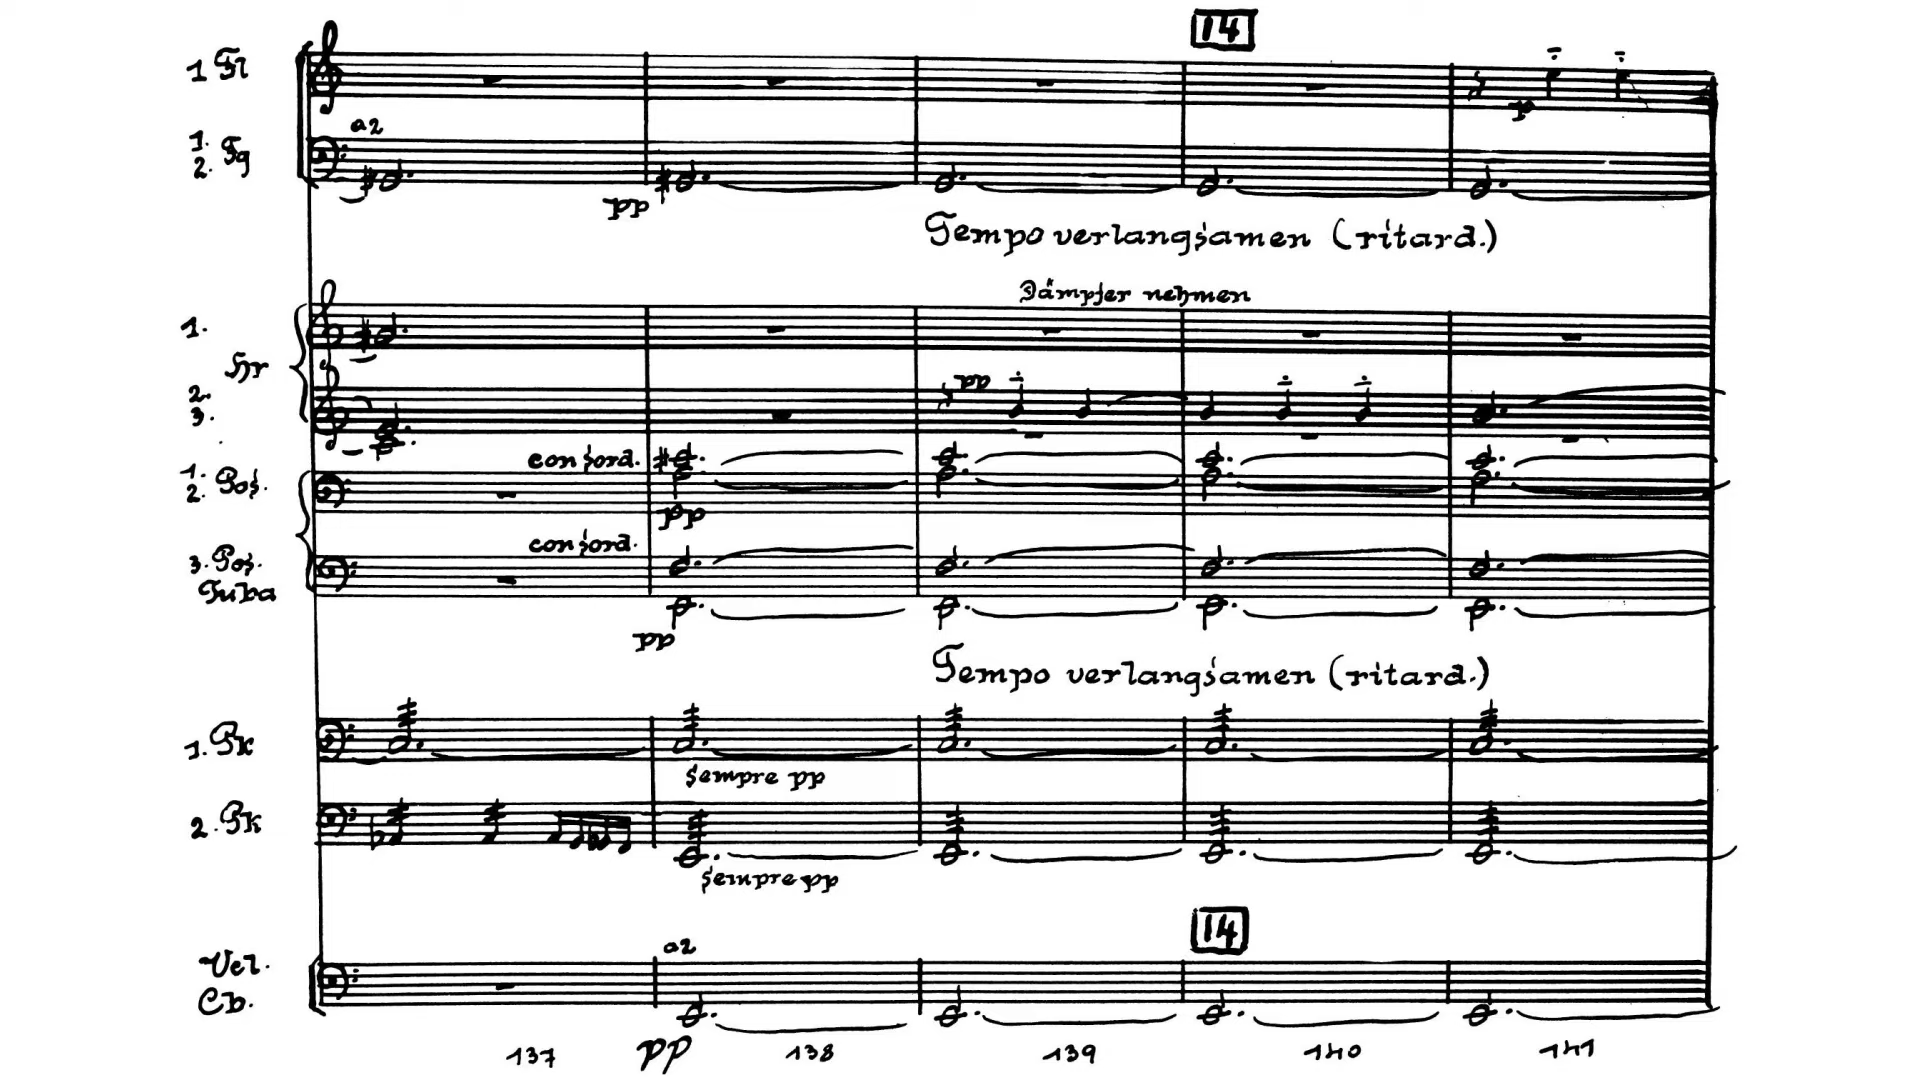 14
1 Fl
p
a2
1.
2. Fg
pp
Tempo verlangsamen (ritard.)
Dämpfer nehmen
1.
Hr
2.
3.
pp
con sord.
1.
2. Pos.
pp
con sord.
3. Pos.
Tuba
pp
Tempo verlangsamen (ritard.)
1. Pk
sempre pp
2. Pk
sempre pp
14
a2
Vcl.
Cb.
137 pp 138 139 140 141